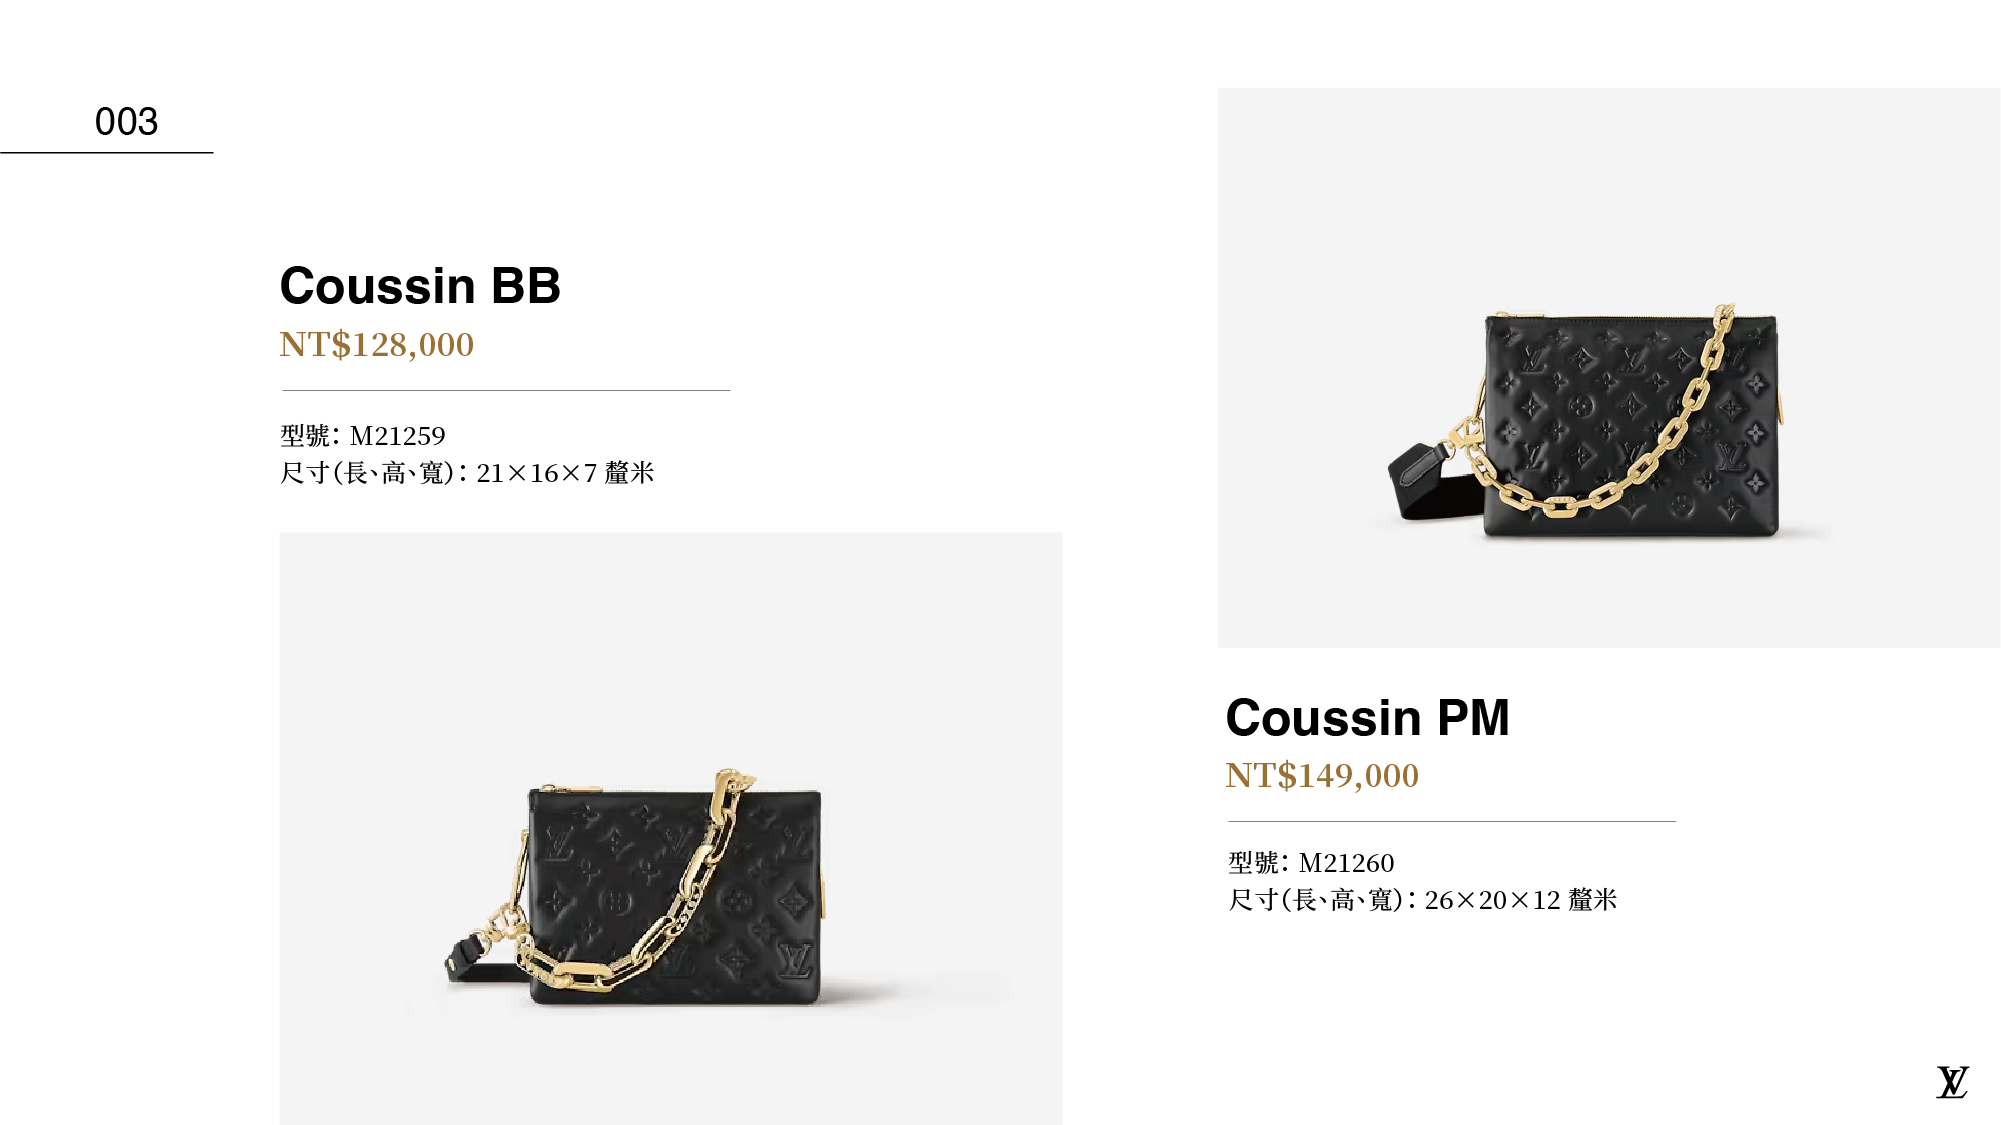 003
Coussin BB
NT$128,000
型號：M21259
尺寸（長、高、寬）：21×16×7 釐米
Coussin PM
NT$149,000
型號：M21260
尺寸（長、高、寬）：26×20×12 釐米
LV